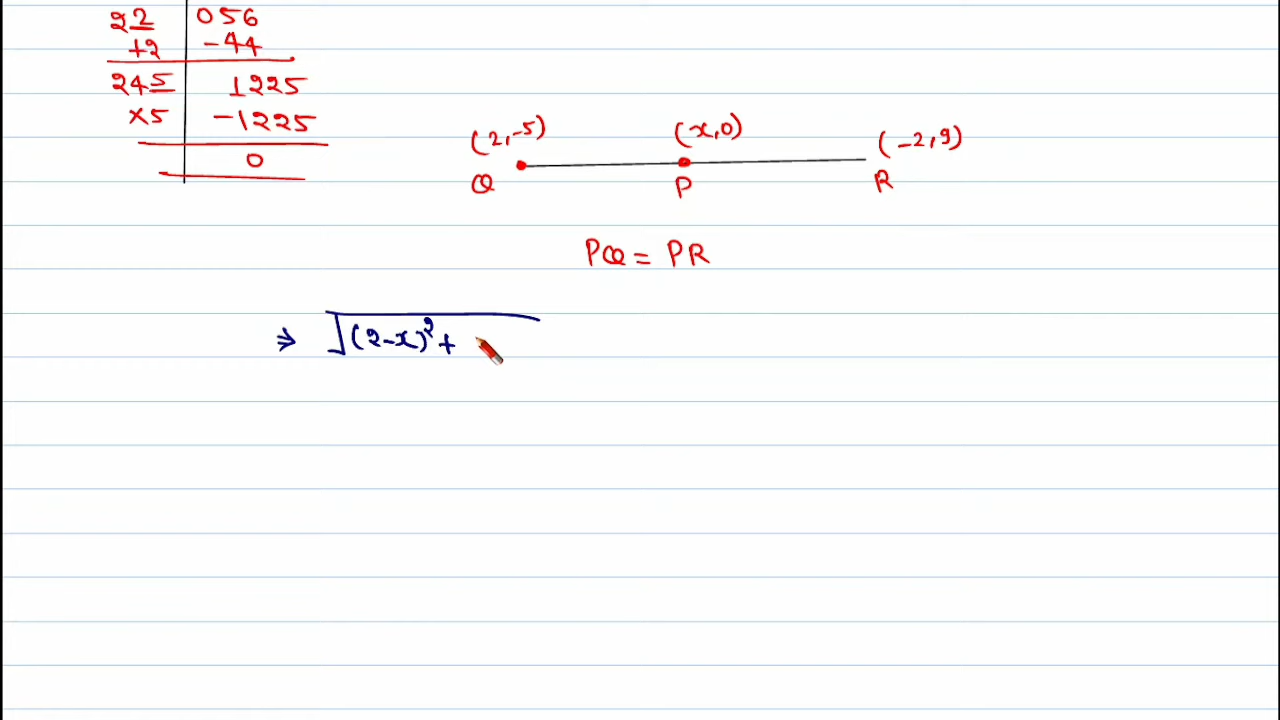 22 056
+2 -44
245 1225
×5 -1225
0
(2,-5) (x,0) (-2,9)
Q P R
PQ = PR
⇒ √(2-x)² +